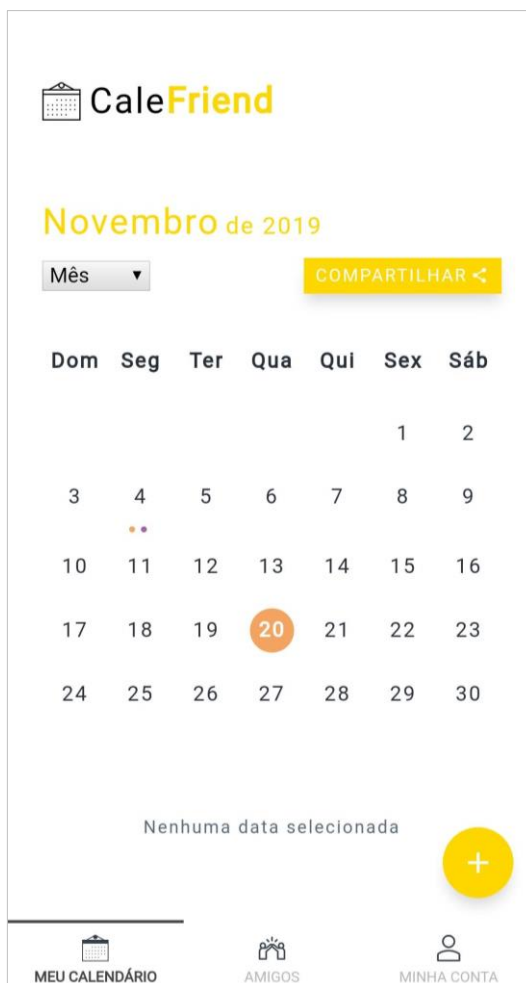 CaleFriend
Novembro de 2019
Mês
COMPARTILHAR
Dom Seg Ter Qua Qui Sex Sáb
1 2
3 4 5 6 7 8 9
10 11 12 13 14 15 16
17 18 19 20 21 22 23
24 25 26 27 28 29 30
Nenhuma data selecionada
+
MEU CALENDÁRIO AMIGOS MINHA CONTA